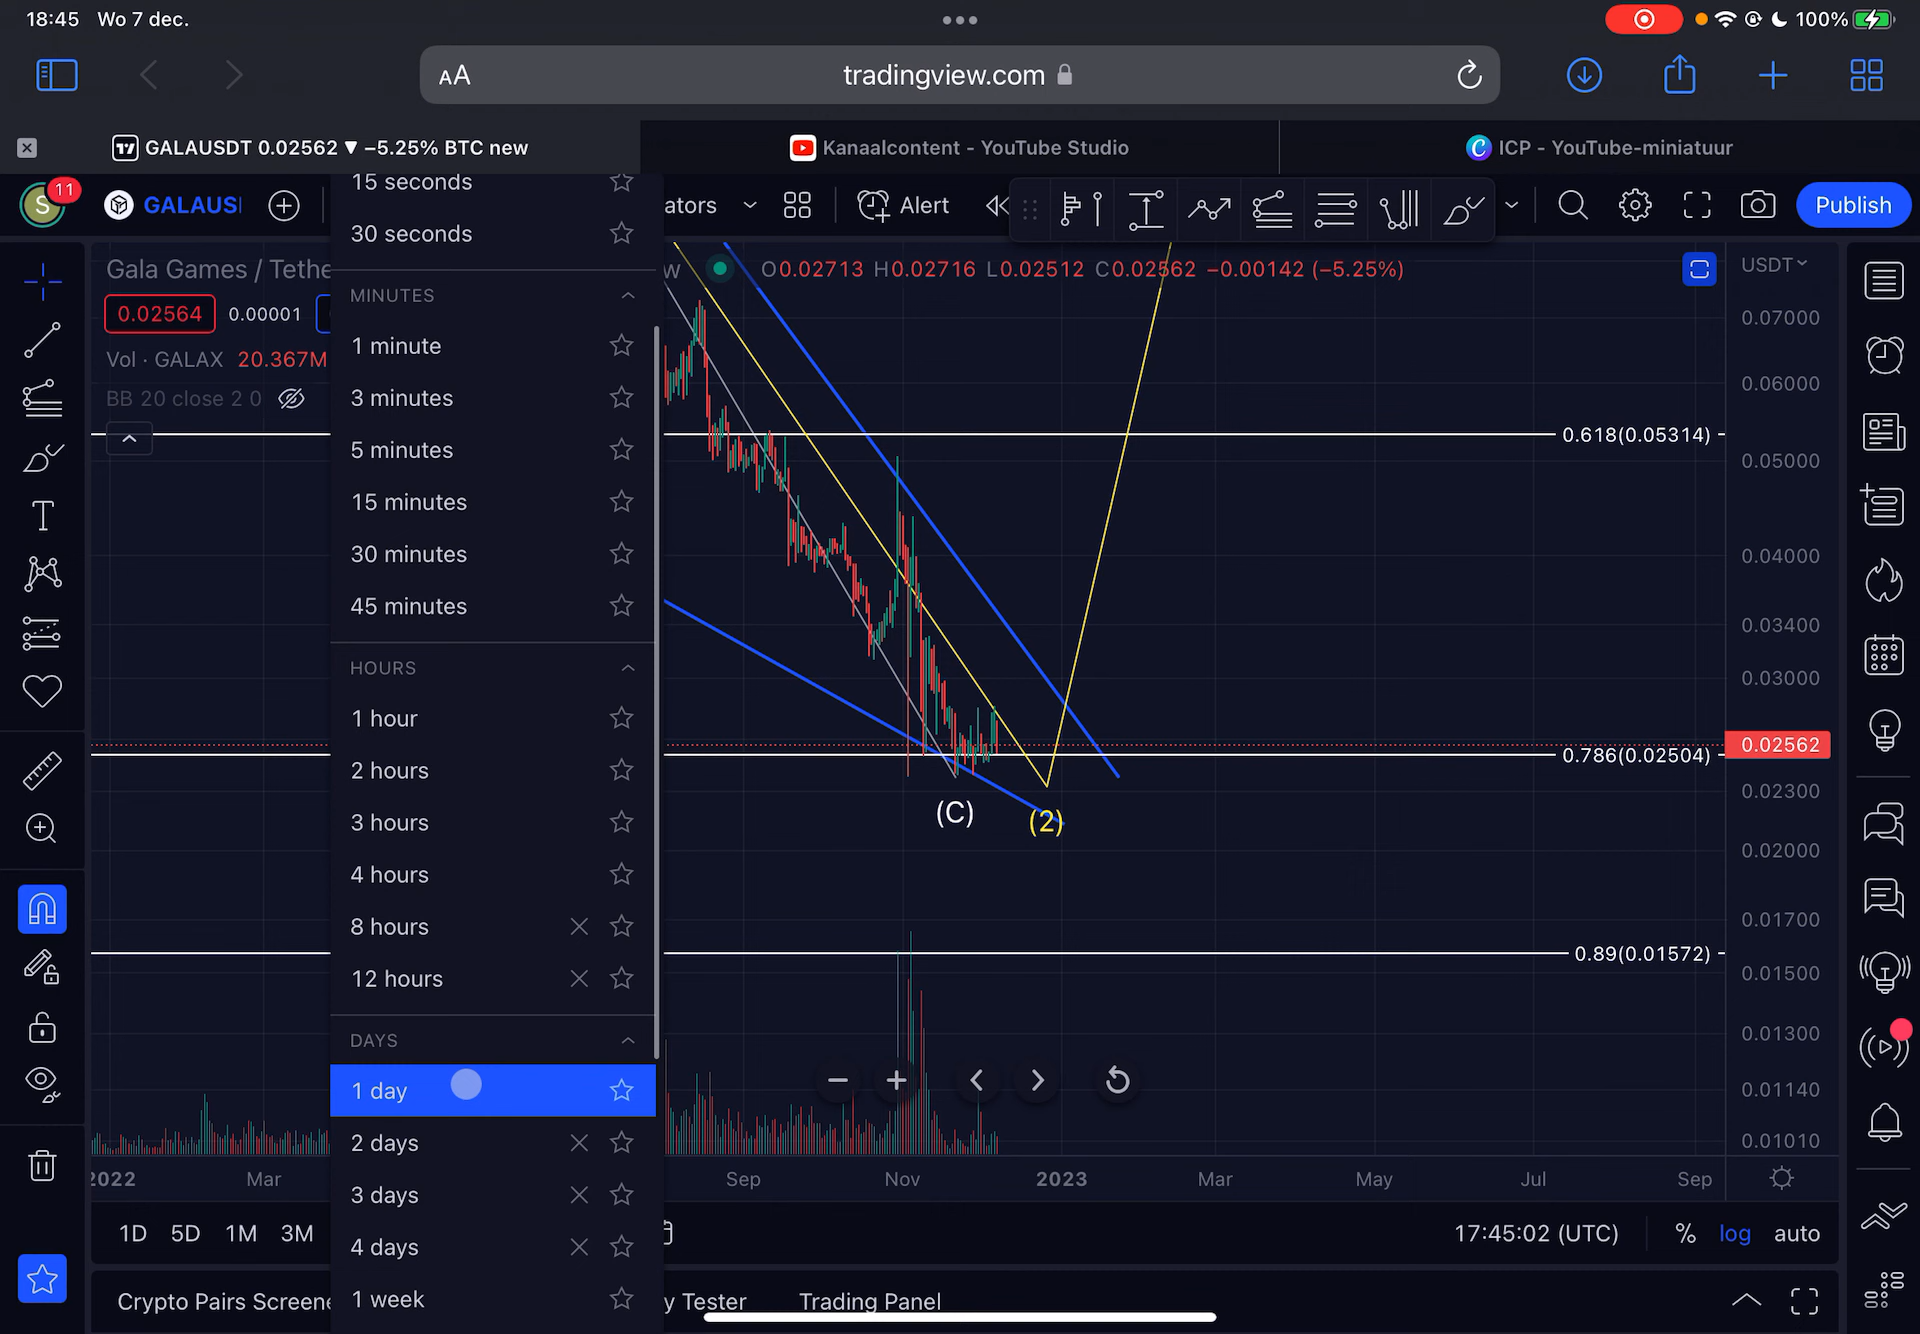 18:45 Wo 7 dec.
100%
AA
tradingview.com
GALAUSDT 0.02562 ▼ −5.25% BTC new
Kanaalcontent - YouTube Studio
ICP - YouTube-miniatuur
S
11
GALAUS
15 seconds
30 seconds
ators
Alert
Publish
Gala Games / Tethe
O0.02713 H0.02716 L0.02512 C0.02562 −0.00142 (−5.25%)
USDT
0.02564
0.00001
Vol · GALAX 20.367M
BB 20 close 2 0
MINUTES
1 minute
3 minutes
5 minutes
15 minutes
30 minutes
45 minutes
HOURS
1 hour
2 hours
3 hours
4 hours
8 hours
12 hours
DAYS
1 day
2 days
3 days
4 days
1 week
0.618(0.05314)
0.786(0.02504)
0.89(0.01572)
(C)
(2)
0.07000
0.06000
0.05000
0.04000
0.03400
0.03000
0.02562
0.02300
0.02000
0.01700
0.01500
0.01300
0.01140
0.01010
2022
Mar
Sep
Nov
2023
Mar
May
Jul
Sep
1D 5D 1M 3M
17:45:02 (UTC)
%
log
auto
Crypto Pairs Screene
y Tester
Trading Panel